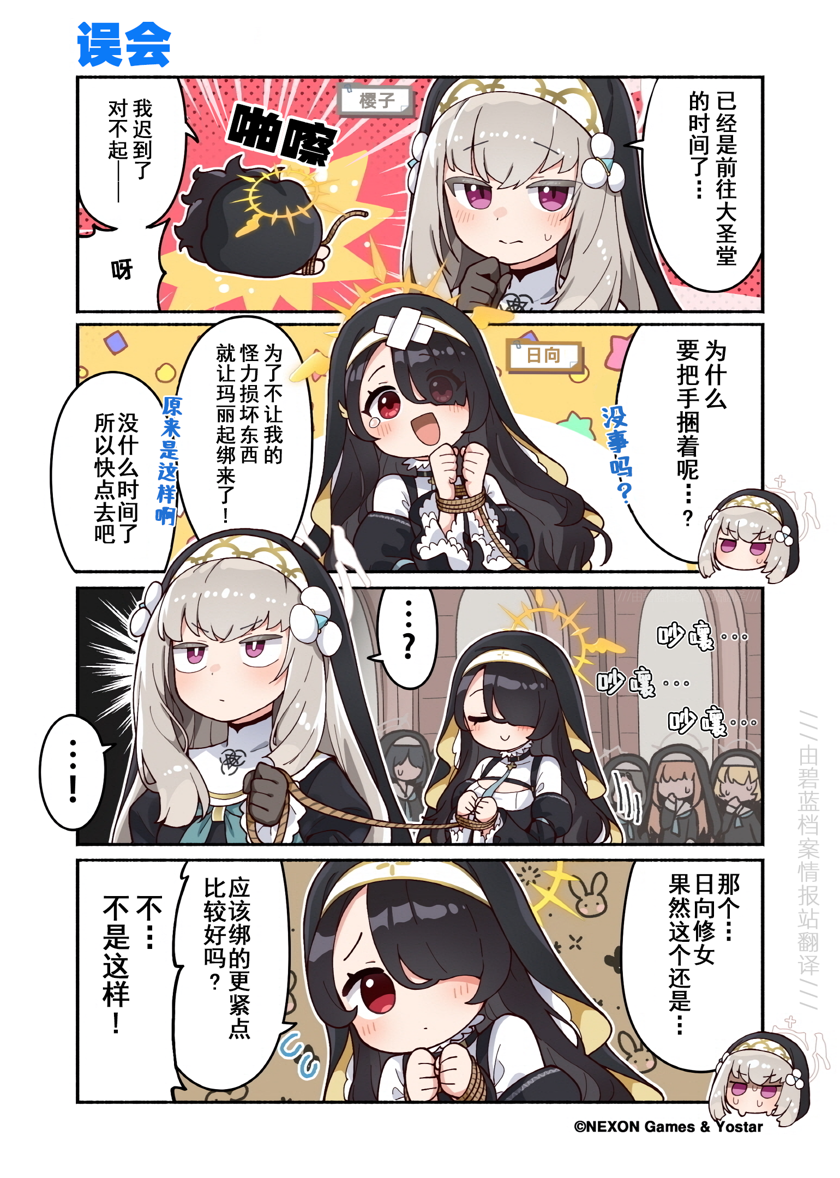 误会
已经是前往大圣堂
的时间了…
樱子
啪嚓
我迟到了
对不起——
呀
为什么
要把手捆着呢…?
没事吗?
日向
为了不让我的
怪力损坏东西
就让玛丽起绑来了!
原来是这样啊
没什么时间了
所以快点去吧
吵嚷…
吵嚷…
吵嚷…
…?
…!
那个…
日向修女
果然这个还是…
应该绑的更紧点
比较好吗?
不…
不是这样!
///由碧蓝档案情报站翻译///
©NEXON Games & Yostar